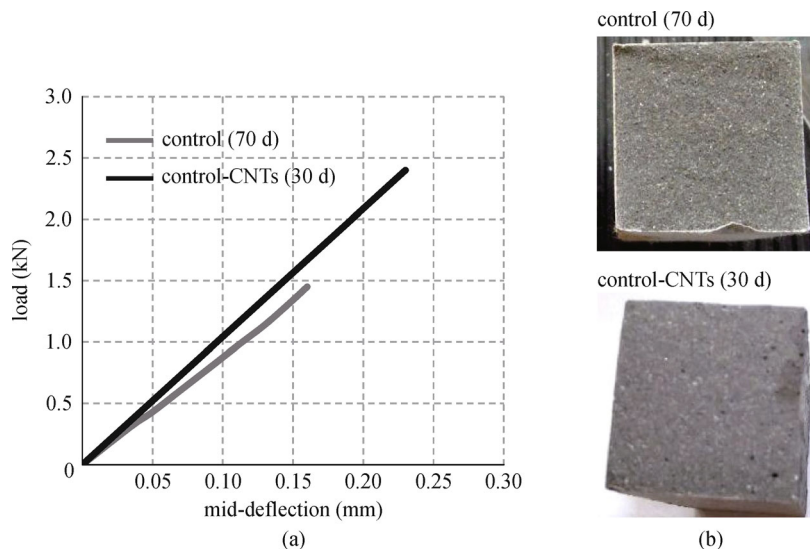 control (70 d)
3.0
2.5
2.0
1.5
1.0
0.5
0
load (kN)
control (70 d)
control-CNTs (30 d)
0.05
0.10
0.15
0.20
0.25
0.30
mid-deflection (mm)
(a)
control-CNTs (30 d)
(b)